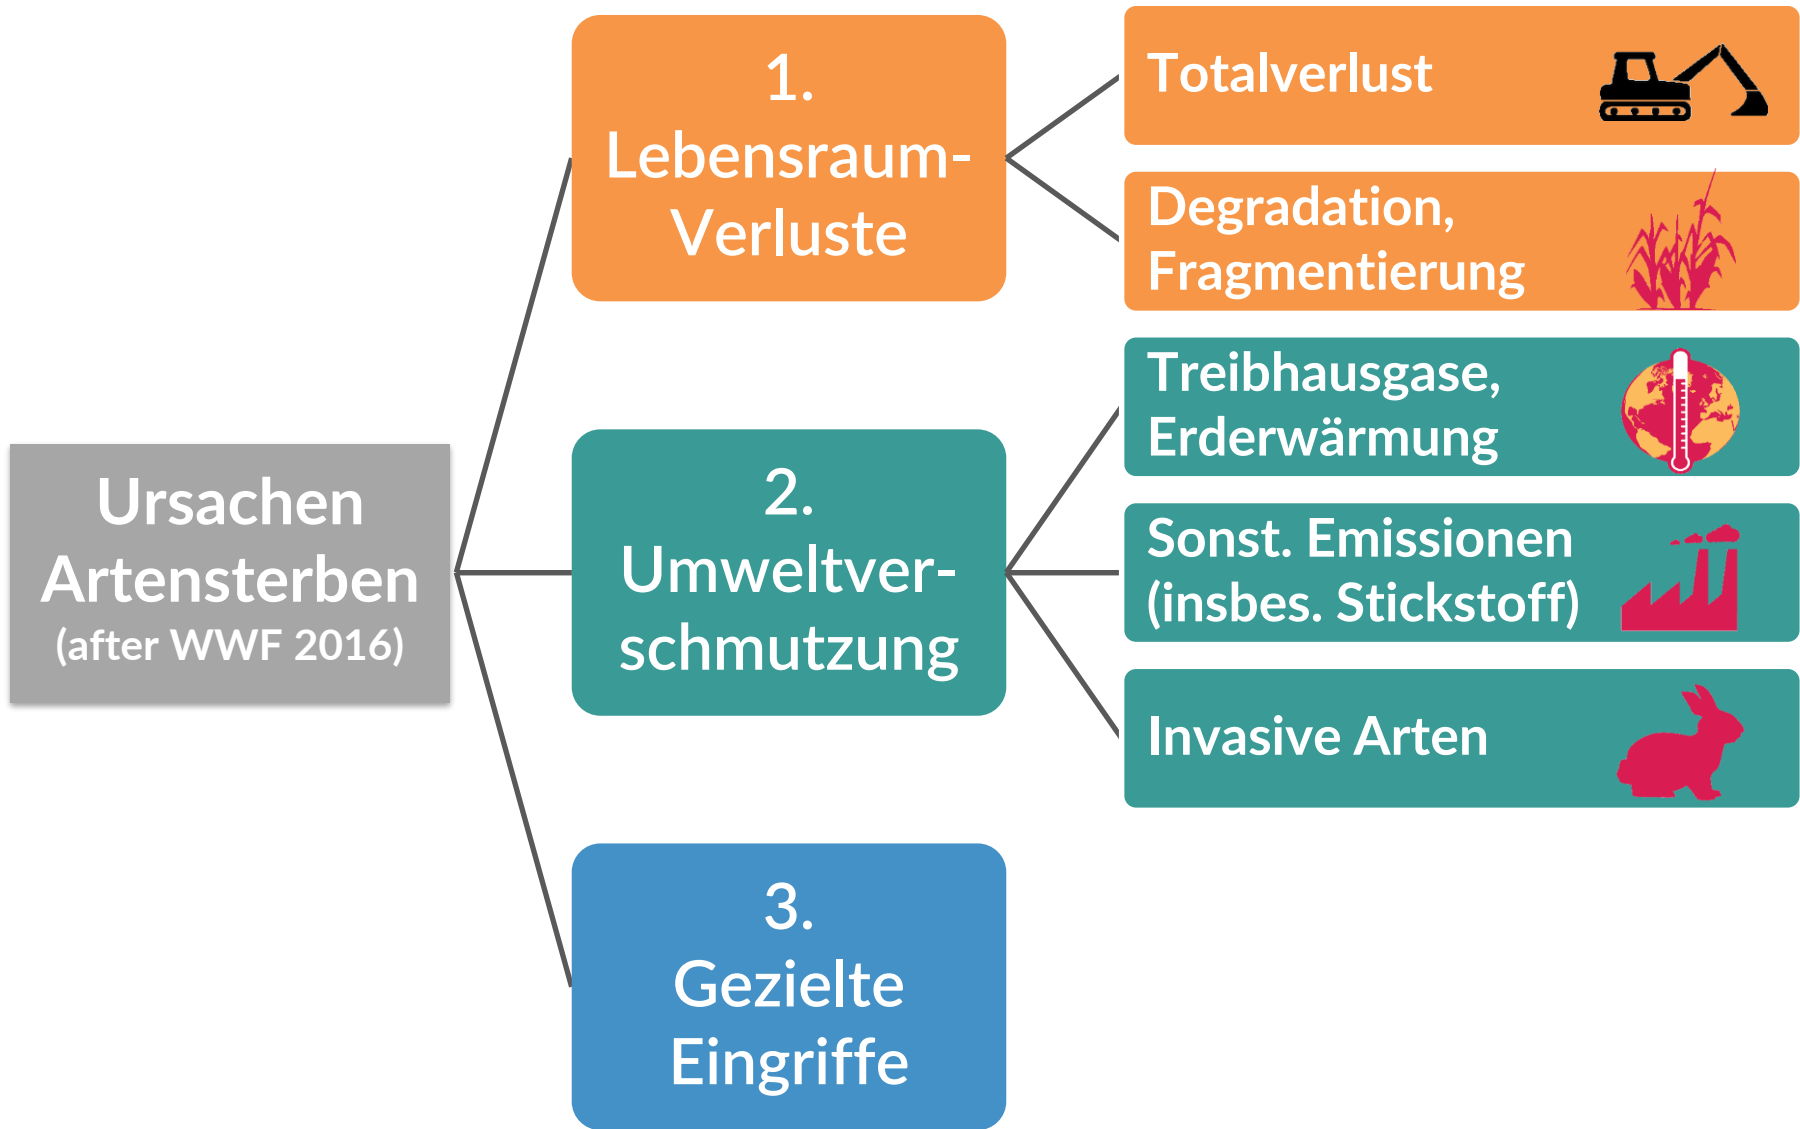 Ursachen
Artensterben
(after WWF 2016)
1.
Lebensraum-
Verluste
Totalverlust
Degradation,
Fragmentierung
2.
Umweltver-
schmutzung
Treibhausgase,
Erderwärmung
Sonst. Emissionen
(insbes. Stickstoff)
Invasive Arten
3.
Gezielte
Eingriffe